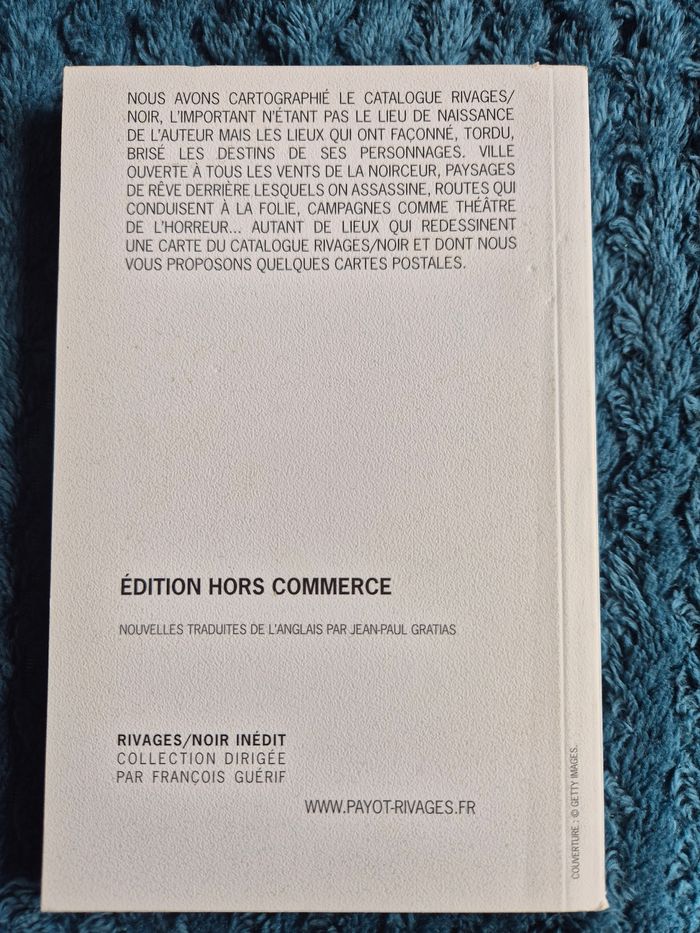 NOUS AVONS CARTOGRAPHIÉ LE CATALOGUE RIVAGES/
NOIR, L'IMPORTANT N'ÉTANT PAS LE LIEU DE NAISSANCE
DE L'AUTEUR MAIS LES LIEUX QUI ONT FAÇONNÉ, TORDU,
BRISÉ LES DESTINS DE SES PERSONNAGES. VILLE
OUVERTE À TOUS LES VENTS DE LA NOIRCEUR, PAYSAGES
DE RÊVE DERRIÈRE LESQUELS ON ASSASSINE, ROUTES QUI
CONDUISENT À LA FOLIE, CAMPAGNES COMME THÉÂTRE
DE L'HORREUR... AUTANT DE LIEUX QUI REDESSINENT
UNE CARTE DU CATALOGUE RIVAGES/NOIR ET DONT NOUS
VOUS PROPOSONS QUELQUES CARTES POSTALES.
ÉDITION HORS COMMERCE
NOUVELLES TRADUITES DE L'ANGLAIS PAR JEAN-PAUL GRATIAS
RIVAGES/NOIR INÉDIT
COLLECTION DIRIGÉE
PAR FRANÇOIS GUÉRIF
WWW.PAYOT-RIVAGES.FR
COUVERTURE : © GETTY IMAGES.